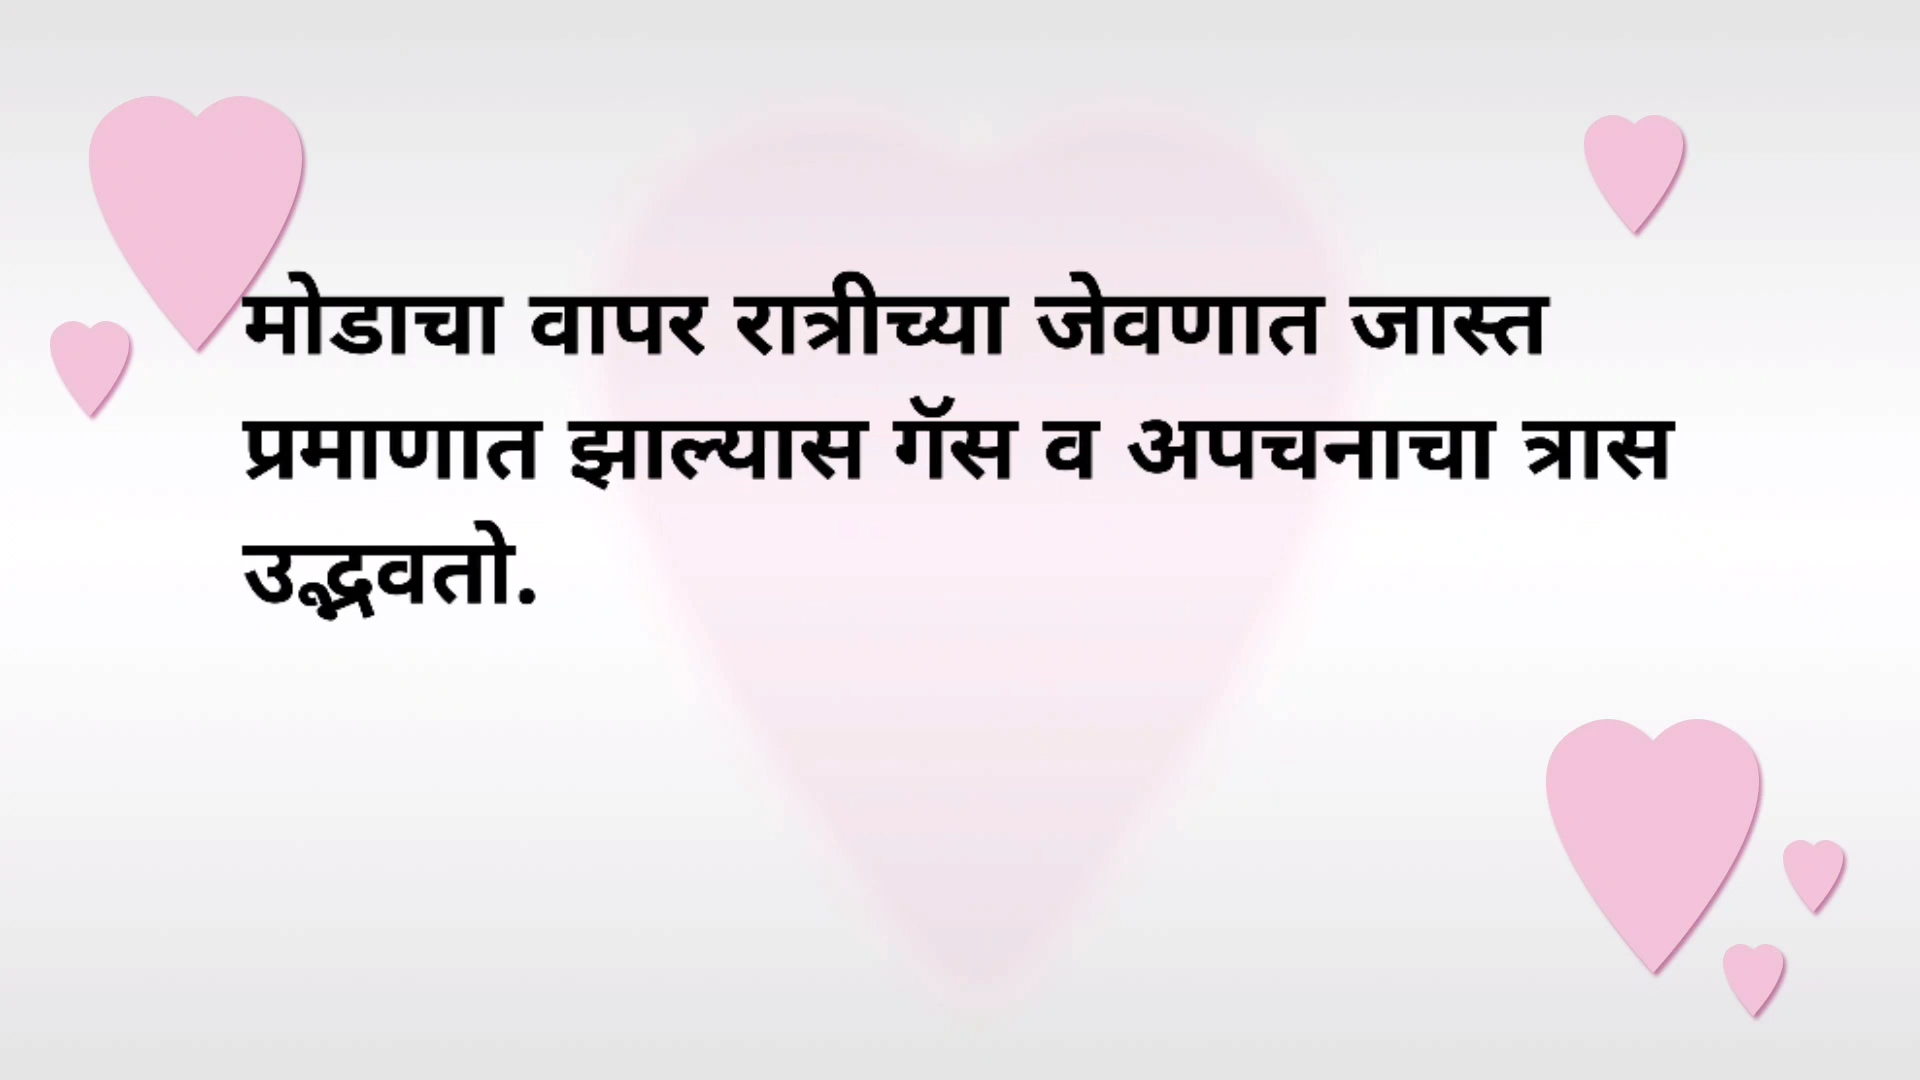 मोडाचा वापर रात्रीच्या जेवणात जास्त
प्रमाणात झाल्यास गॅस व अपचनाचा त्रास
उद्भवतो.